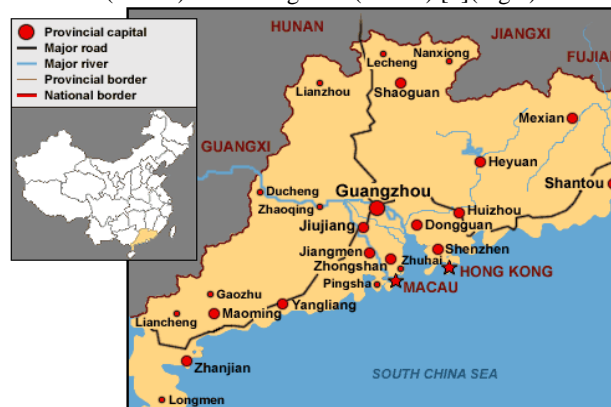 HUNAN
JIANGXI
FUJIAN
Provincial capital
Major road
Major river
Provincial border
National border
Lecheng
Nanxiong
Lianzhou
Shaoguan
Mexian
GUANGXI
Heyuan
Ducheng
Guangzhou
Shantou
Zhaoqing
Huizhou
Jiujiang
Dongguan
Jiangmen
Shenzhen
Zhongshan
Zhuhai
HONG KONG
Pingsha
MACAU
Gaozhu
Yangliang
Liancheng
Maoming
Zhanjian
SOUTH CHINA SEA
Longmen